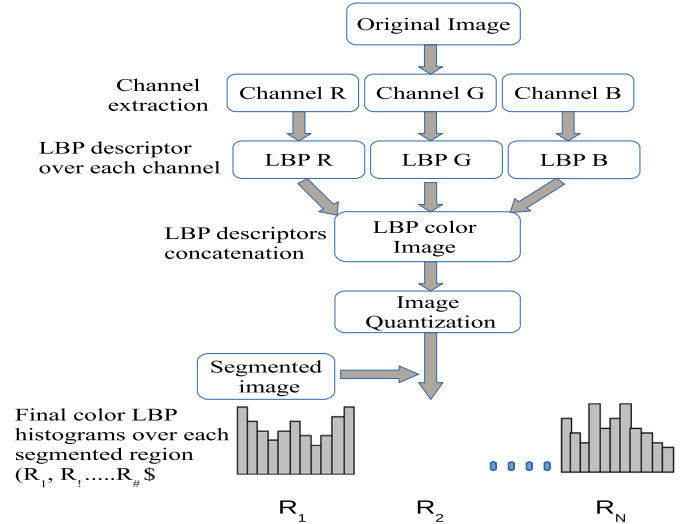 Original Image
Channel
extraction
Channel R
Channel G
Channel B
LBP descriptor
over each channel
LBP R
LBP G
LBP B
LBP descriptors
concatenation
LBP color
Image
Image
Quantization
Segmented
image
Final color LBP
histograms over each
segmented region
(R1, R!.....R# $
R1
R2
RN